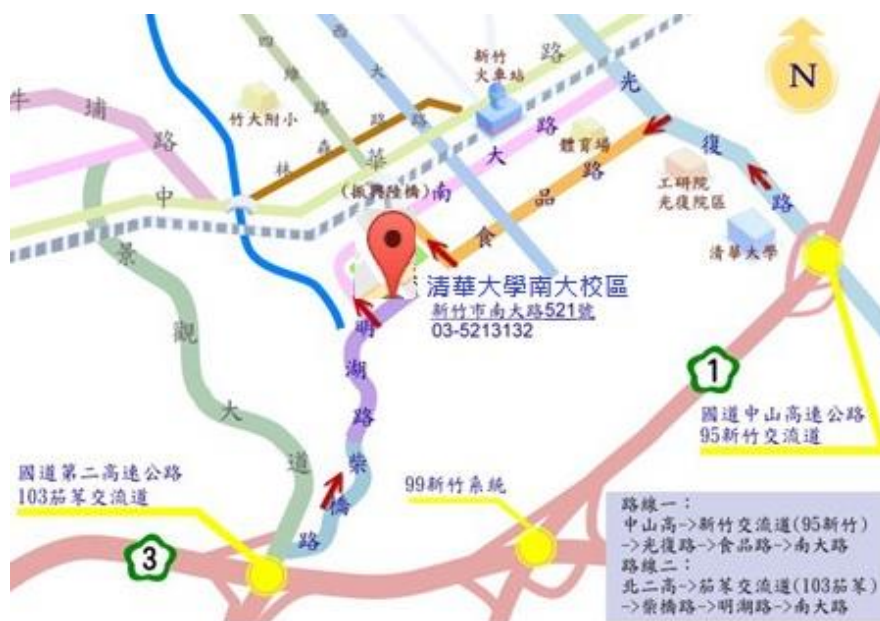 四維路
西大路
新竹
火車站
中華路
光復路
N
牛埔路
竹大附小
林森路
南大路
體育場
食品路
工研院
光復院區
(振興陸橋)
清華大學
景觀大道
清華大學南大校區
新竹市南大路521號
03-5213132
明湖路
1
國道中山高速公路
95新竹交流道
柴橋路
國道第二高速公路
103茄苳交流道
99新竹系統
3
路線一：
中山高->新竹交流道(95新竹)
->光復路->食品路->南大路
路線二：
北二高->茄苳交流道(103茄苳)
->柴橋路->明湖路->南大路